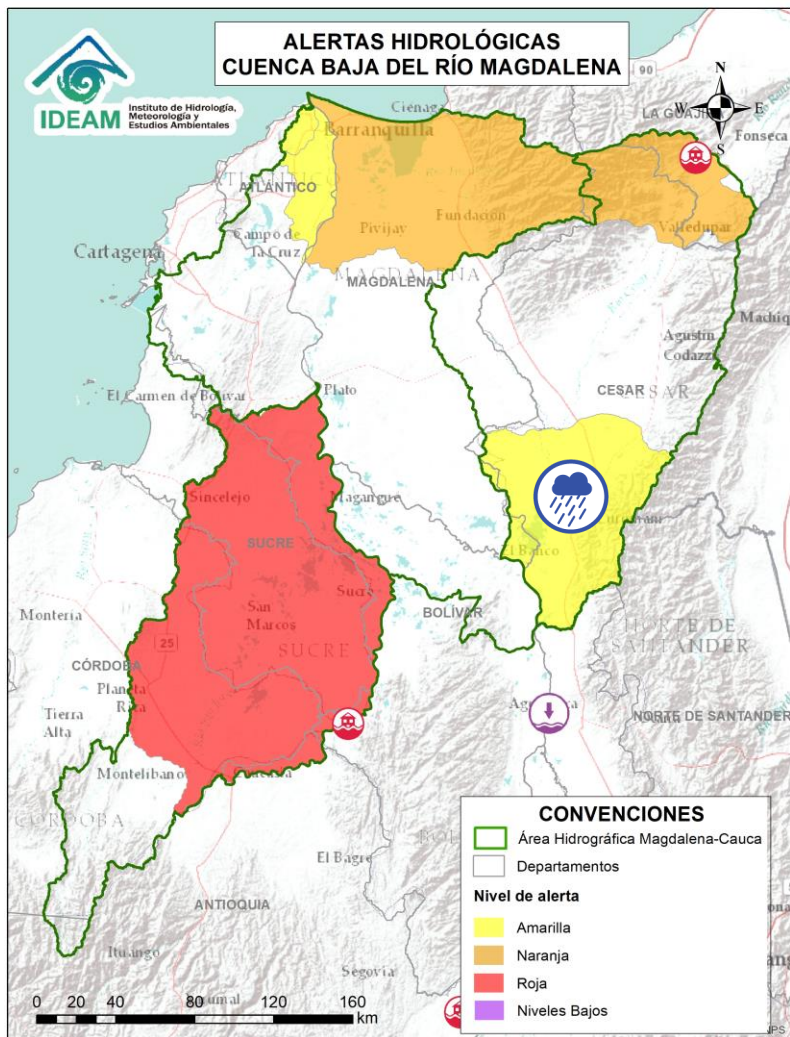 ALERTAS HIDROLÓGICAS
CUENCA BAJA DEL RÍO MAGDALENA
IDEAM
Instituto de Hidrología,
Meteorología y
Estudios Ambientales
N
W
E
S
90
LA GUAJIRA
Ciénaga
Barranquilla
Fonseca
ATLÁNTICO
Pivijay
Fundación
Valledupar
Cartagena
Campo de
la Cruz
MAGDALENA
MAGDALENA
Agustín
Codazzi
CESAR
CESAR
El Carmen de Bolívar
Plato
Sincelejo
Magangué
SUCRE
El Banco
Sucre
BOLÍVAR
San
Marcos
SUCRE
Montería
NORTE DE
SANTANDER
25
CÓRDOBA
Planeta
Rica
Tierra
Alta
NORTE DE SANTANDER
Montelíbano
CÓRDOBA
El Bagre
ANTIOQUIA
Ituango
Segovia
CONVENCIONES
Área Hidrográfica Magdalena-Cauca
Departamentos
Nivel de alerta
Amarilla
Naranja
Roja
Niveles Bajos
0 20 40 80 120 160
km